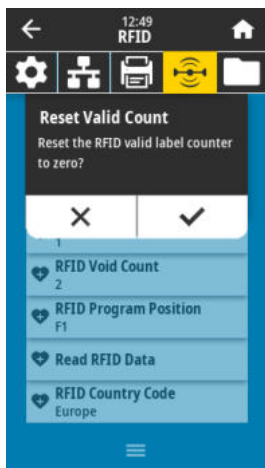 12:49
RFID
Reset Valid Count
Reset the RFID valid label counter
to zero?
1
RFID Void Count
2
RFID Program Position
F1
Read RFID Data
RFID Country Code
Europe